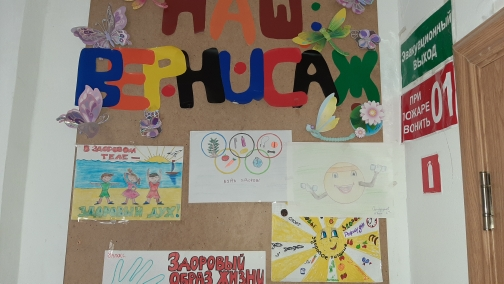 НАШ:
ВЕРНИСАЖ
Эвакуационный
ВЫХОД
ПРИ
ПОЖАРЕ
ЗВОНИТЬ
01
В ЗДОРОВОМ
ТЕЛЕ —
ЗДОРОВЫЙ ДУХ!
ЗДОРОВЫЙ
ОБРАЗ ЖИЗНИ